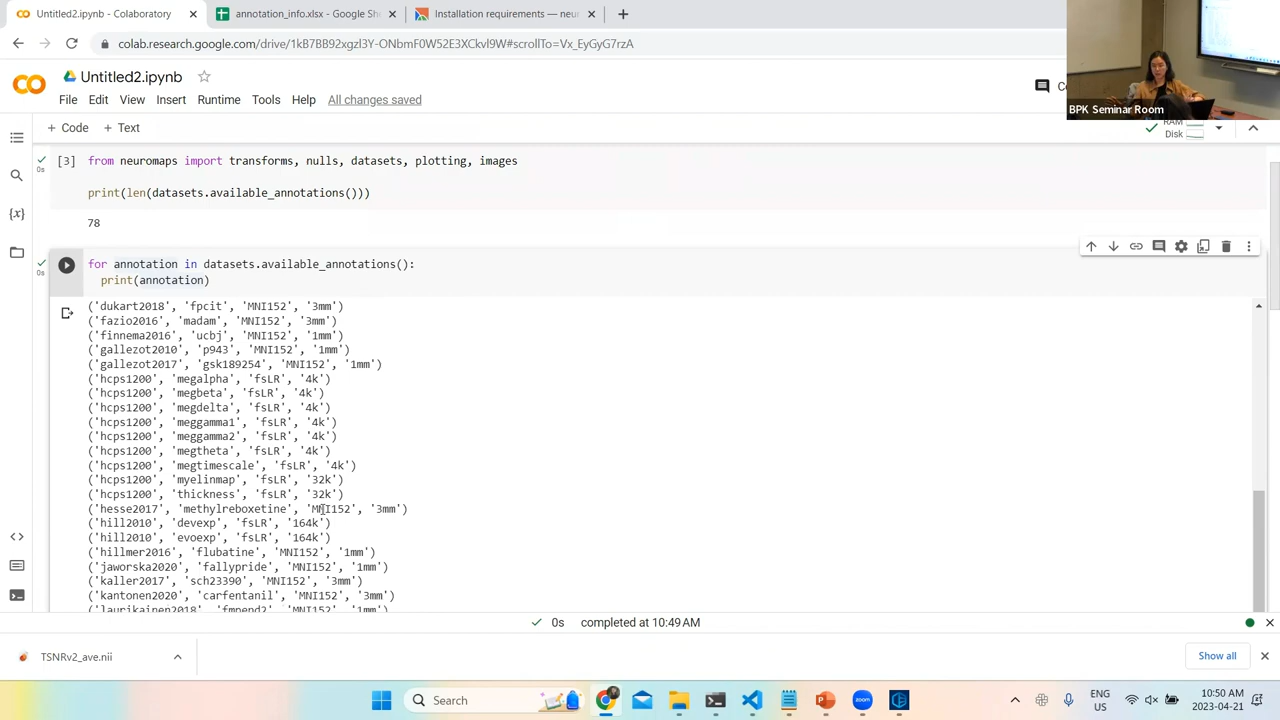 Untitled2.ipynb - Colaboratory
annotation_info.xlsx - Google She
Installation requirements — neur
colab.research.google.com/drive/1kB7BB92xgzl3Y-ONbmF0W52E3XCkvl9W#scrollTo=Vx_EyGyG7rzA
Untitled2.ipynb
File Edit View Insert Runtime Tools Help All changes saved
BPK Seminar Room
+ Code + Text
RAM
Disk
[3] from neuromaps import transforms, nulls, datasets, plotting, images
0s
print(len(datasets.available_annotations()))
78
for annotation in datasets.available_annotations():
0s
print(annotation)
('dukart2018', 'fpcit', 'MNI152', '3mm')
('fazio2016', 'madam', 'MNI152', '3mm')
('finnema2016', 'ucbj', 'MNI152', '1mm')
('gallezot2010', 'p943', 'MNI152', '1mm')
('gallezot2017', 'gsk189254', 'MNI152', '1mm')
('hcps1200', 'megalpha', 'fsLR', '4k')
('hcps1200', 'megbeta', 'fsLR', '4k')
('hcps1200', 'megdelta', 'fsLR', '4k')
('hcps1200', 'meggamma1', 'fsLR', '4k')
('hcps1200', 'meggamma2', 'fsLR', '4k')
('hcps1200', 'megtheta', 'fsLR', '4k')
('hcps1200', 'megtimescale', 'fsLR', '4k')
('hcps1200', 'myelinmap', 'fsLR', '32k')
('hcps1200', 'thickness', 'fsLR', '32k')
('hesse2017', 'methylreboxetine', 'MNI152', '3mm')
('hill2010', 'devexp', 'fsLR', '164k')
('hill2010', 'evoexp', 'fsLR', '164k')
('hillmer2016', 'flubatine', 'MNI152', '1mm')
('jaworska2020', 'fallypride', 'MNI152', '1mm')
('kaller2017', 'sch23390', 'MNI152', '3mm')
('kantonen2020', 'carfentanil', 'MNI152', '3mm')
('laurikainen2018', 'fmpepd2', 'MNI152', '1mm')
0s completed at 10:49 AM
TSNRv2_ave.nii
Show all
Search
ENG
US
10:50 AM
2023-04-21